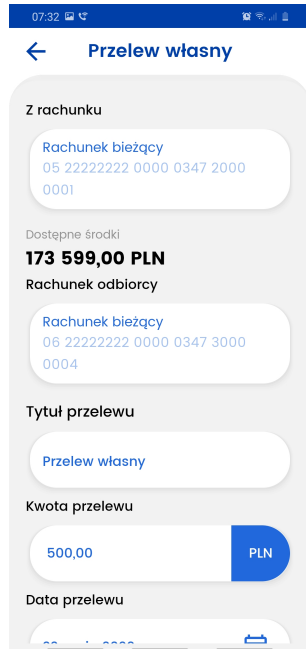 07:32
Przelew własny
Z rachunku
Rachunek bieżący
05 22222222 0000 0347 2000
0001
Dostępne środki
173 599,00 PLN
Rachunek odbiorcy
Rachunek bieżący
06 22222222 0000 0347 3000
0004
Tytuł przelewu
Przelew własny
Kwota przelewu
500,00 PLN
Data przelewu